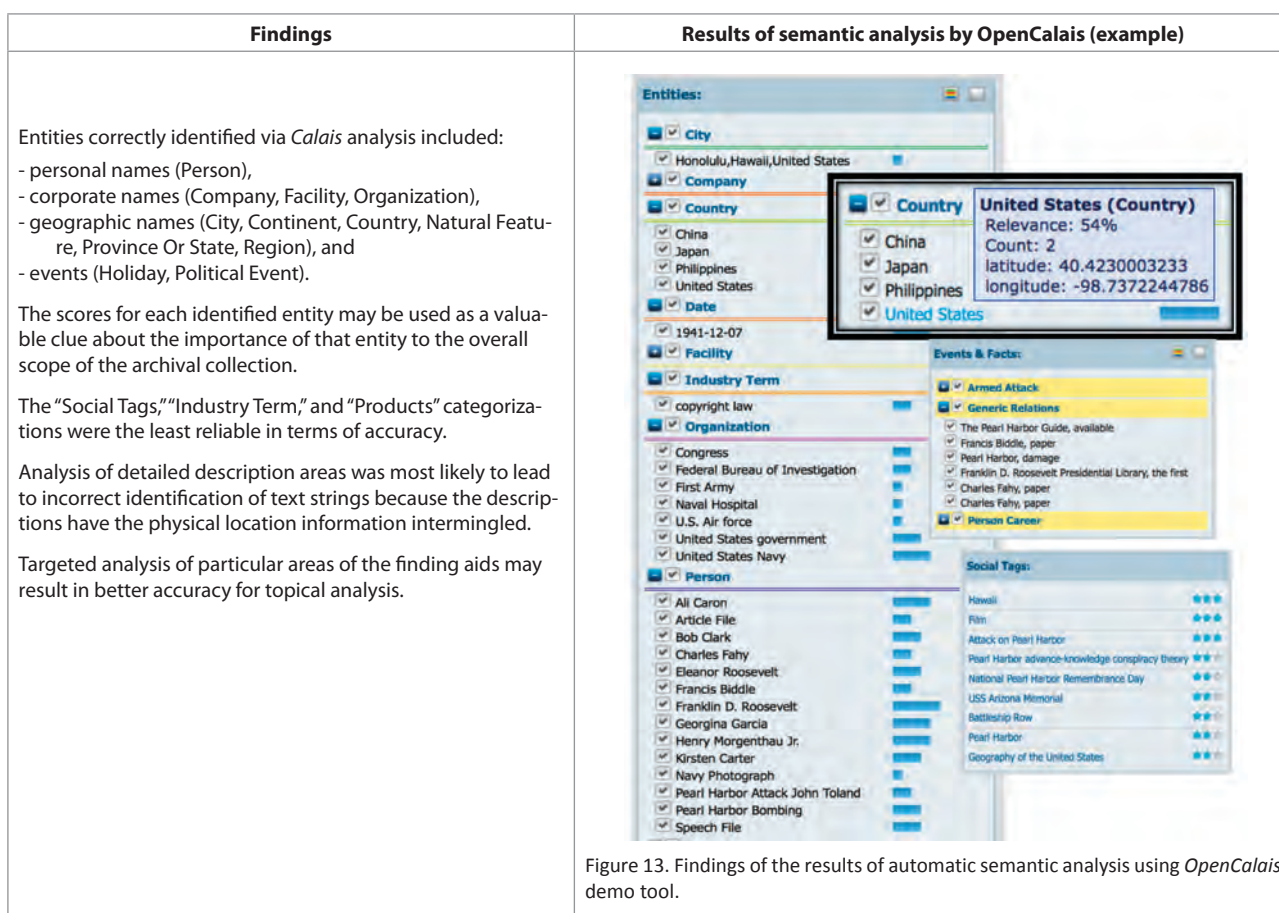 Findings
Results of semantic analysis by OpenCalais (example)
Entities correctly identified via Calais analysis included:
- personal names (Person),
- corporate names (Company, Facility, Organization),
- geographic names (City, Continent, Country, Natural Featu-
re, Province Or State, Region), and
- events (Holiday, Political Event).
The scores for each identified entity may be used as a valua-
ble clue about the importance of that entity to the overall
scope of the archival collection.
The “Social Tags,” “Industry Term,” and “Products” categoriza-
tions were the least reliable in terms of accuracy.
Analysis of detailed description areas was most likely to lead
to incorrect identification of text strings because the descrip-
tions have the physical location information intermingled.
Targeted analysis of particular areas of the finding aids may
result in better accuracy for topical analysis.
Entities:
City
Honolulu,Hawaii,United States
Company
Country
China
Japan
Philippines
United States
Date
1941-12-07
Facility
Industry Term
copyright law
Organization
Congress
Federal Bureau of Investigation
First Army
Naval Hospital
U.S. Air force
United States government
United States Navy
Person
Ali Caron
Article File
Bob Clark
Charles Fahy
Eleanor Roosevelt
Francis Biddle
Franklin D. Roosevelt
Georgina Garcia
Henry Morgenthau Jr.
Kirsten Carter
Navy Photograph
Pearl Harbor Attack John Toland
Pearl Harbor Bombing
Speech File
Country
China
Japan
Philippines
United States
United States (Country)
Relevance: 54%
Count: 2
latitude: 40.4230003233
longitude: -98.7372244786
Events & Facts:
Armed Attack
Generic Relations
The Pearl Harbor Guide, available
Francis Biddle, paper
Pearl Harbor, damage
Franklin D. Roosevelt Presidential Library, the first
Charles Fahy, paper
Charles Fahy, paper
Person Career
Social Tags:
Hawaii
Film
Attack on Pearl Harbor
Pearl Harbor advance-knowledge conspiracy theory
National Pearl Harbor Remembrance Day
USS Arizona Memorial
Battleship Row
Pearl Harbor
Geography of the United States
Figure 13. Findings of the results of automatic semantic analysis using OpenCalais
demo tool.